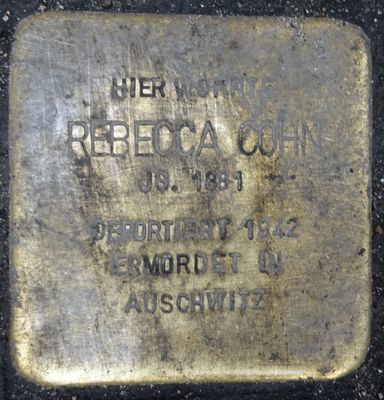 HIER WOHNTE
REBECCA COHN
JG. 1881
DEPORTIERT 1942
ERMORDET IN
AUSCHWITZ